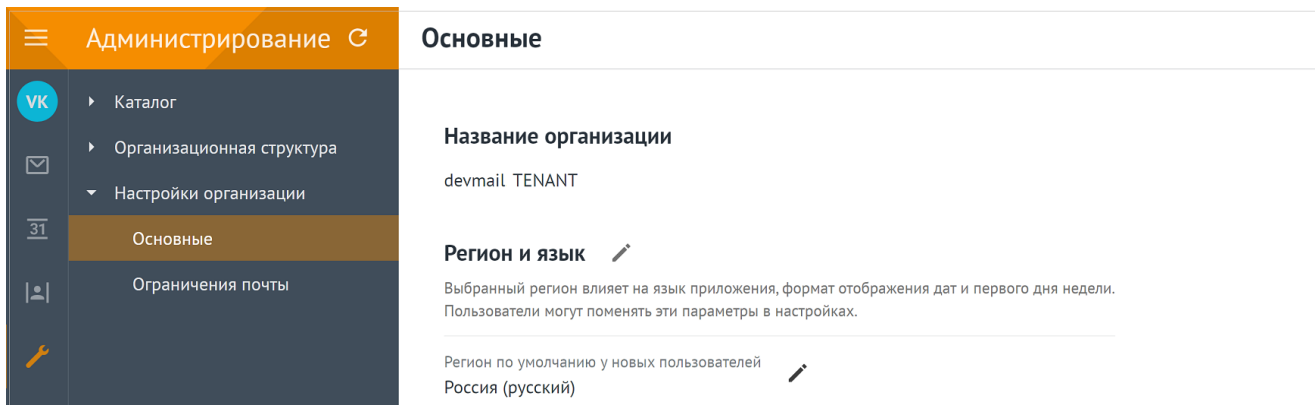 Администрирование
Основные
VK
Каталог
Организационная структура
Настройки организации
31
Основные
Ограничения почты
Название организации
devmail TENANT
Регион и язык
Выбранный регион влияет на язык приложения, формат отображения дат и первого дня недели.
Пользователи могут поменять эти параметры в настройках.
Регион по умолчанию у новых пользователей
Россия (русский)